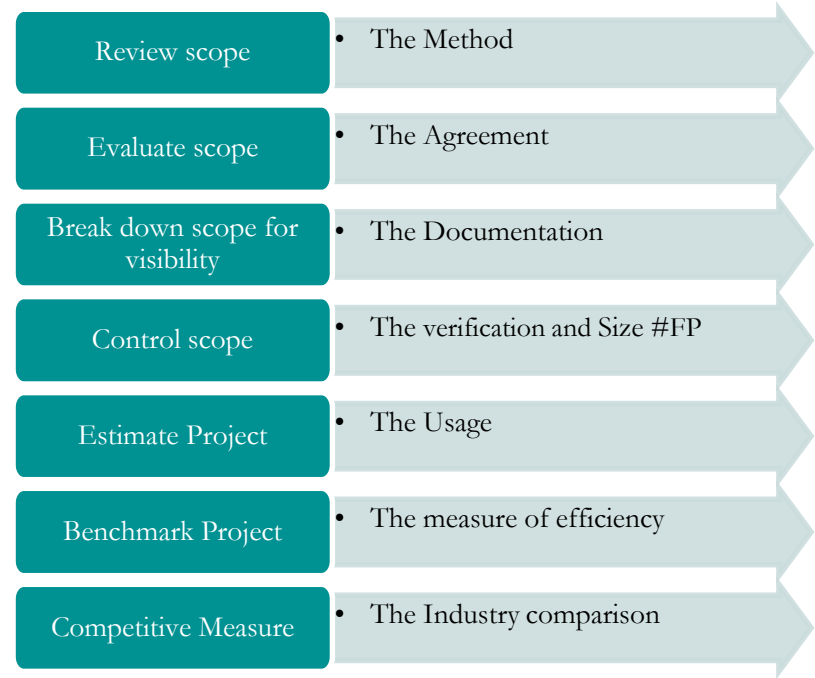 Review scope
• The Method
Evaluate scope
• The Agreement
Break down scope for
visibility
• The Documentation
Control scope
• The verification and Size #FP
Estimate Project
• The Usage
Benchmark Project
• The measure of efficiency
Competitive Measure
• The Industry comparison